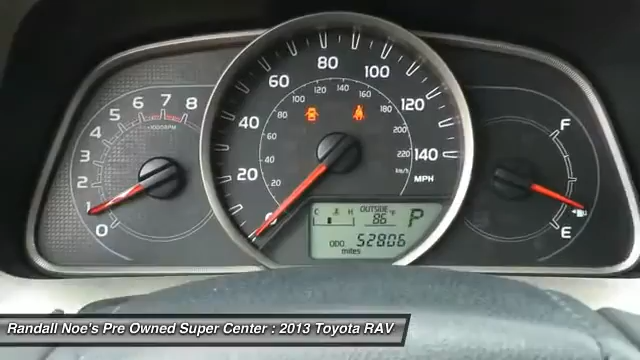 0 1 2 3 4 5 6 7 8
×1000RPM
0 20 40 60 80 100 120 140
MPH
20 40 60 80 100 120 140 160 180 200 220
km/h
C H
OUTSIDE
86 °F
P
ODO 52806
miles
F
E
Randall Noe's Pre Owned Super Center : 2013 Toyota RAV